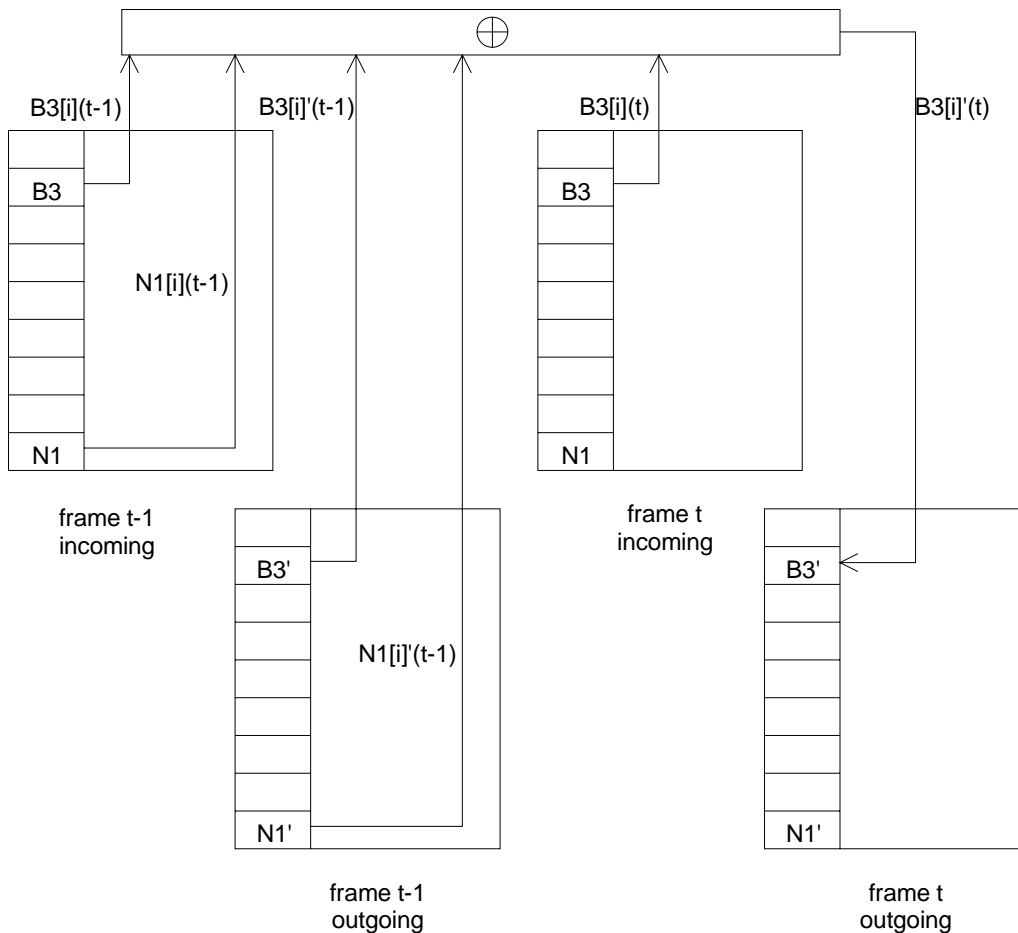 B3[i](t-1)
B3[i]'(t-1)
B3[i](t)
B3[i]'(t)
B3
B3
N1[i](t-1)
N1
N1
frame t-1
incoming
frame t
incoming
B3'
B3'
N1[i]'(t-1)
N1'
N1'
frame t-1
outgoing
frame t
outgoing